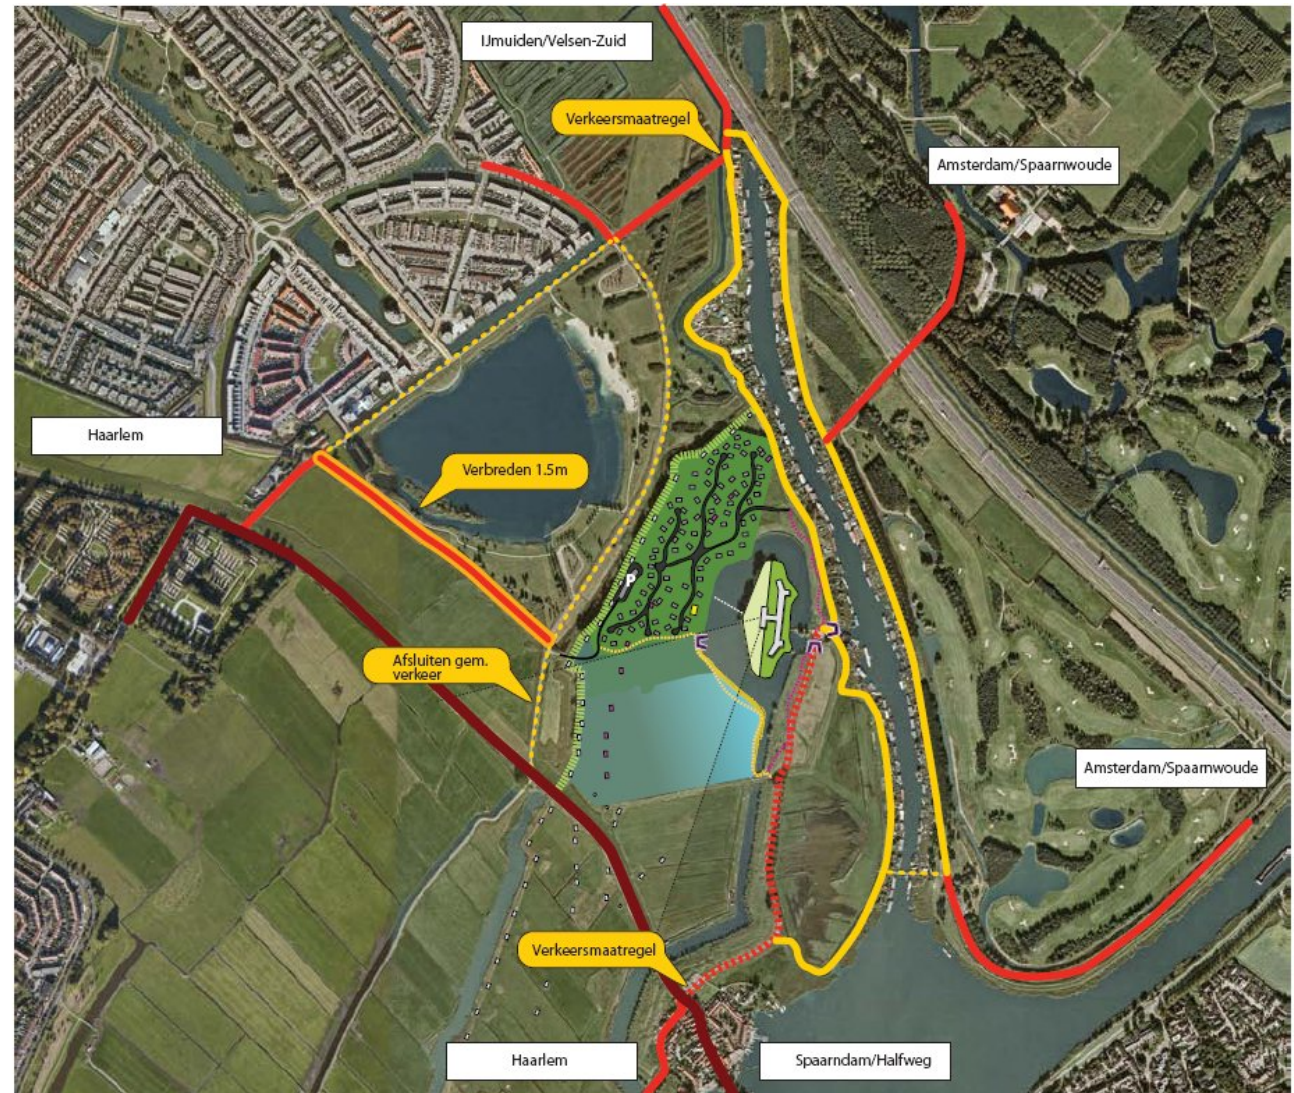 IJmuiden/Velsen-Zuid
Verkeersmaatregel
Amsterdam/Spaarnwoude
Haarlem
Verbreden 1.5m
P
Afsluiten gem.
verkeer
Amsterdam/Spaarnwoude
Verkeersmaatregel
Haarlem
Spaarndam/Halfweg